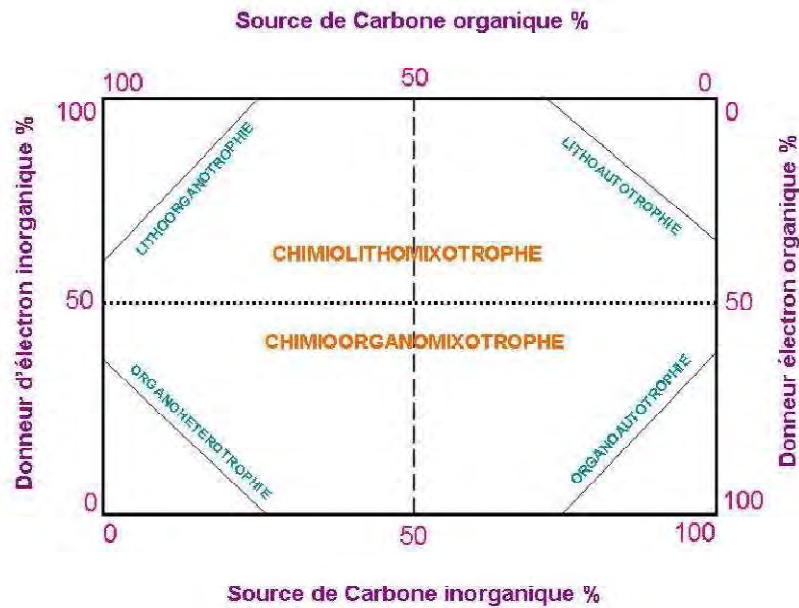 Source de Carbone organique %
100 50 0
100 0
Donneur d'électron inorganique %
Donneur électron organique %
LITHOORGANOTROPHIE
LITHOAUTOTROPHIE
CHIMIOLITHOMIXOTROPHE
50 50
CHIMIOORGANOMIXOTROPHE
ORGANOHETEROTROPHIE
ORGANOAUTOTROPHIE
0 100
0 50 100
Source de Carbone inorganique %